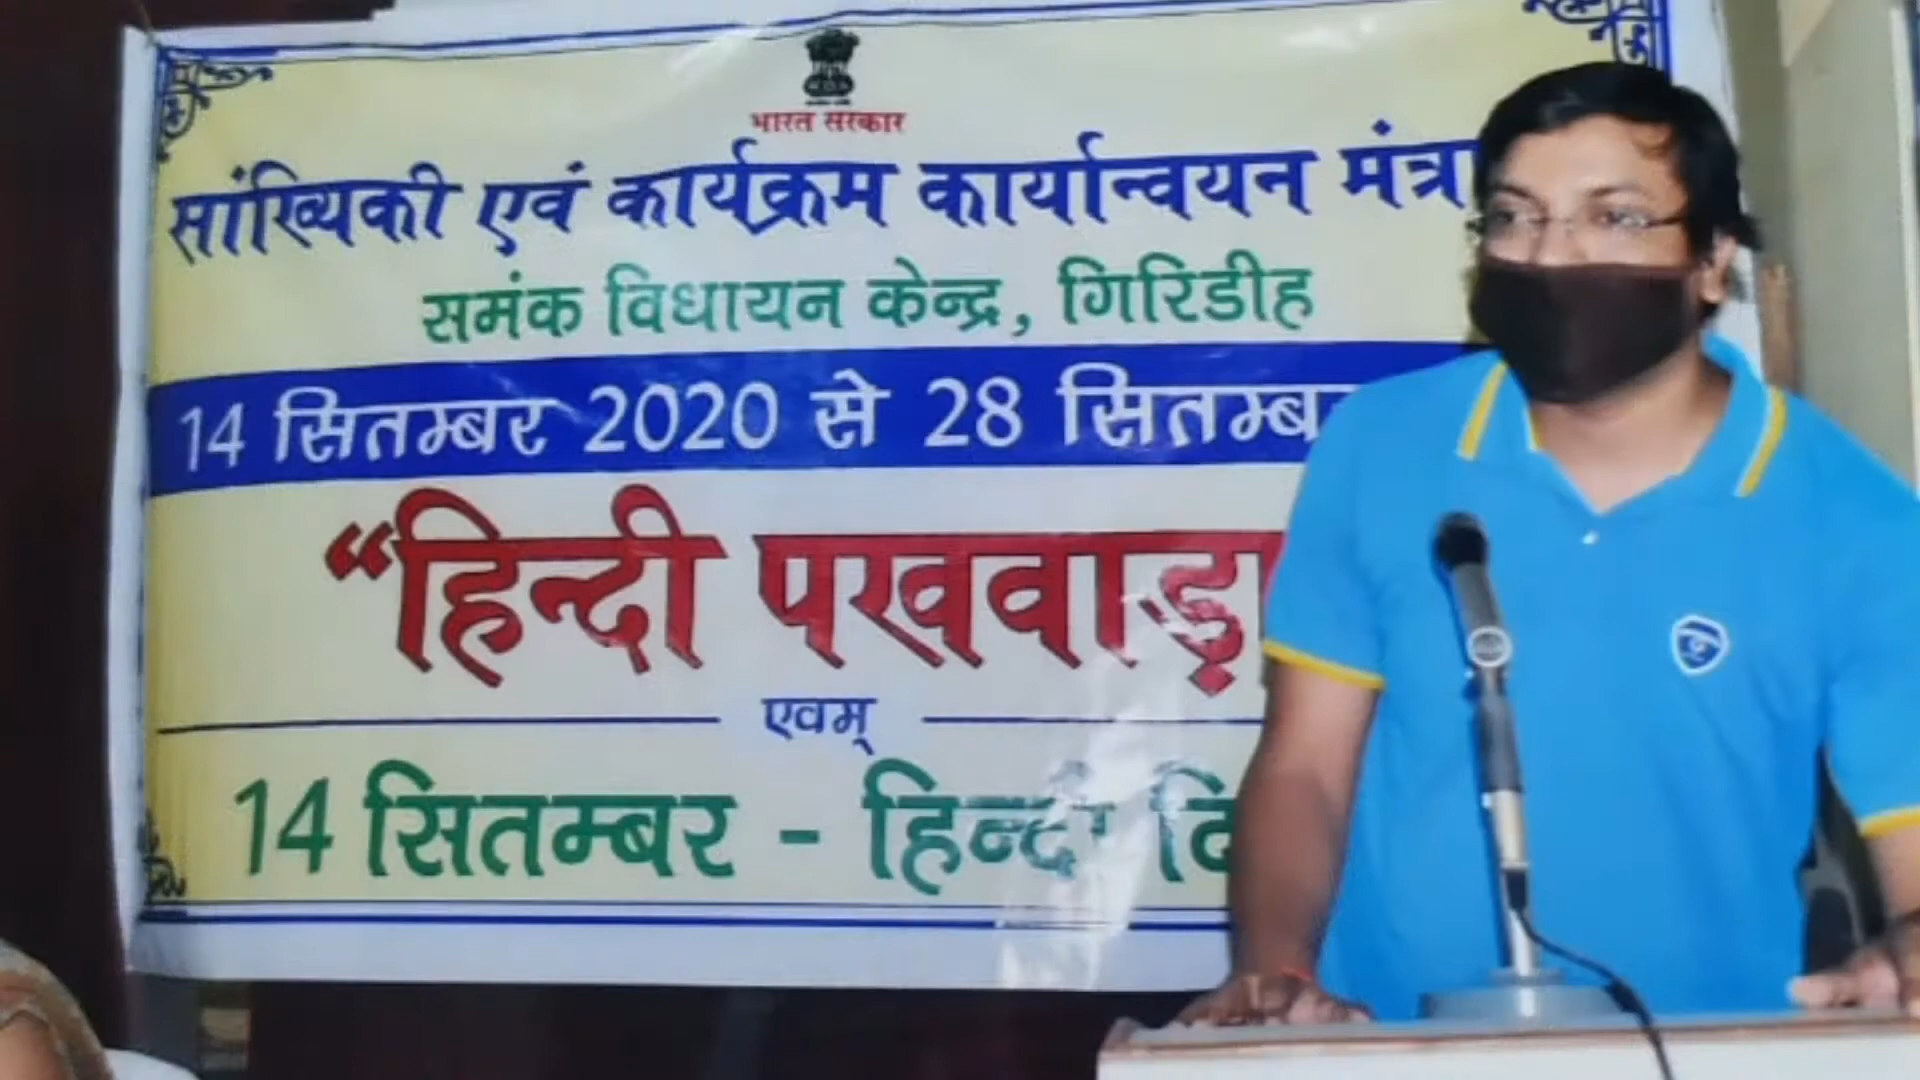 भारत सरकार
सांख्यिकी एवं कार्यक्रम कार्यान्वयन मंत्रा
समंक विधायन केन्द्र, गिरिडीह
14 सितम्बर 2020 से 28 सितम्ब
“हिन्दी पखवाड़ा
एवम्
14 सितम्बर - हिन्दी दि